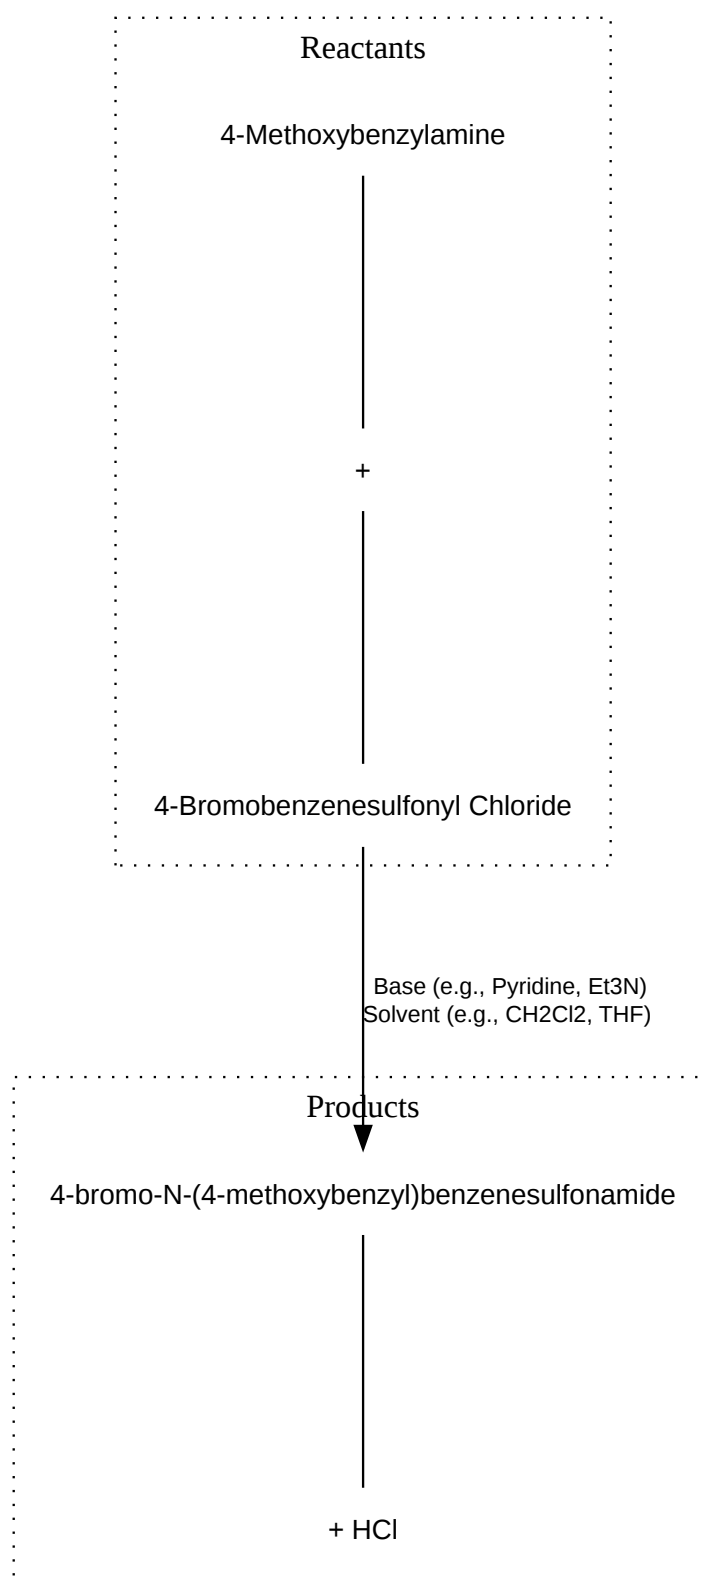 Reactants
4-Methoxybenzylamine
+
4-Bromobenzenesulfonyl Chloride
Base (e.g., Pyridine, Et3N)
Solvent (e.g., CH2Cl2, THF)
Products
4-bromo-N-(4-methoxybenzyl)benzenesulfonamide
+ HCl